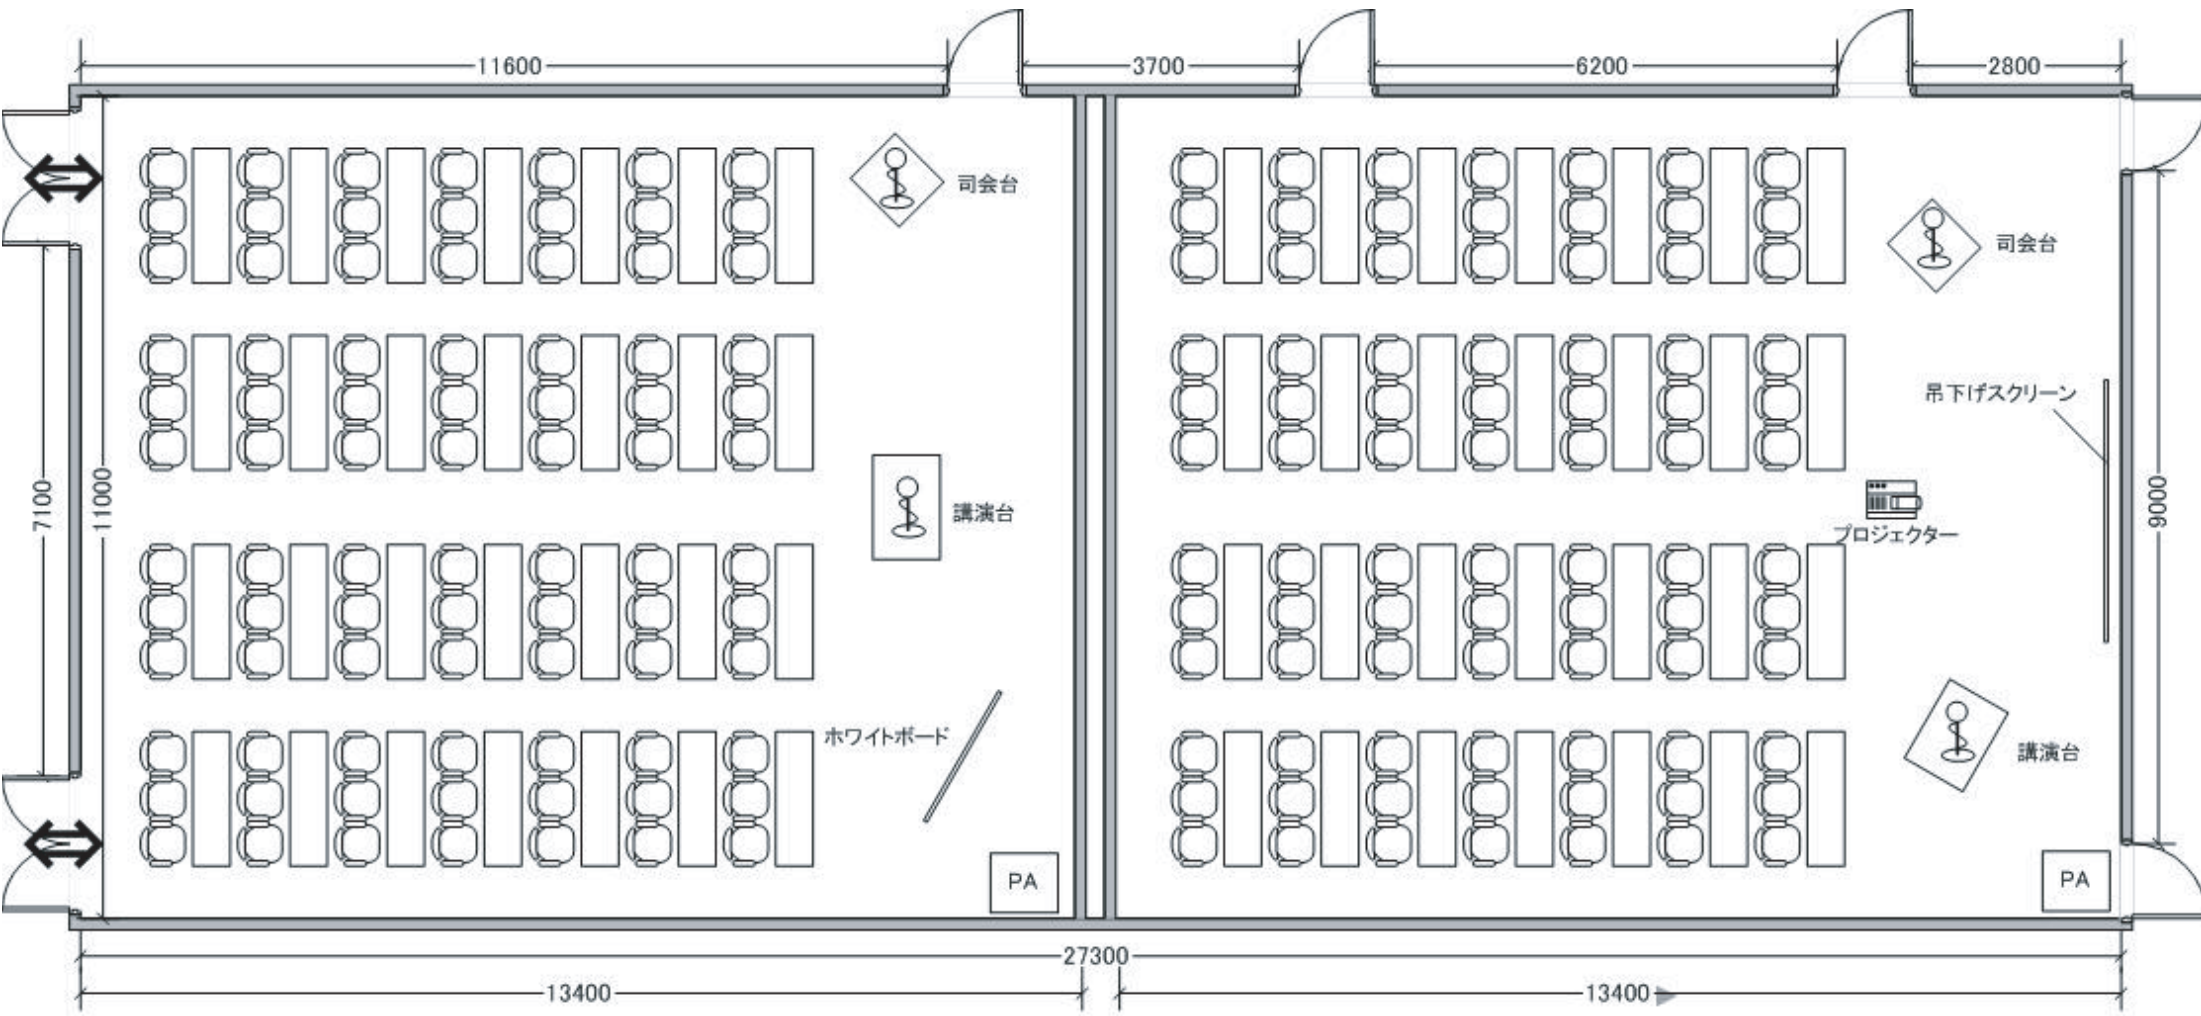 11600
3700
6200
2800
司会台
司会台
吊下げスクリーン
7100
11000
講演台
プロジェクター
9000
ホワイトボード
講演台
PA
PA
27300
13400
13400